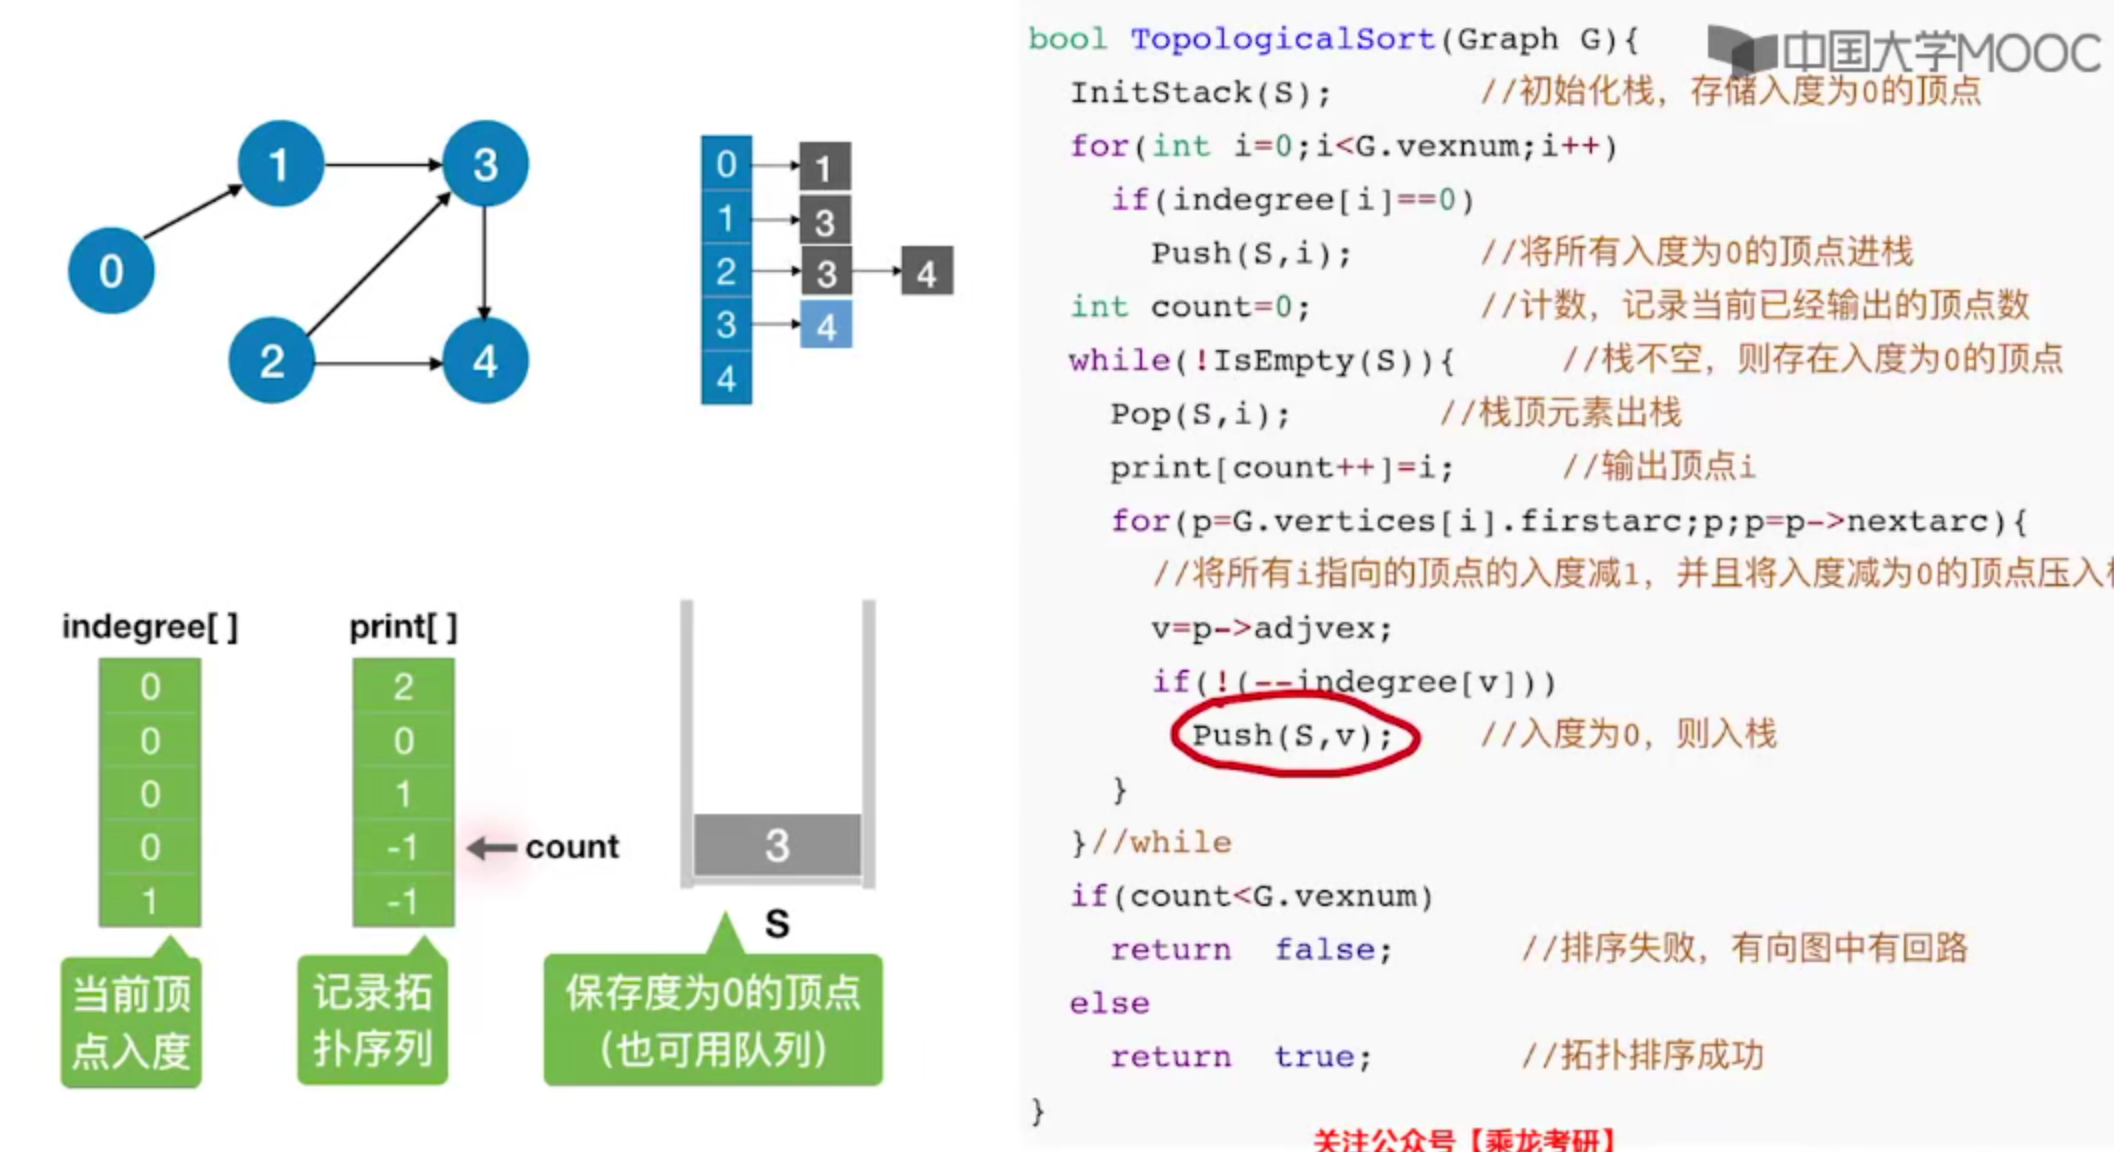 bool TopologicalSort(Graph G){
中国大学MOOC
InitStack(S); //初始化栈，存储入度为0的顶点
for(int i=0;i<G.vexnum;i++)
if(indegree[i]==0)
Push(S,i); //将所有入度为0的顶点进栈
int count=0; //计数，记录当前已经输出的顶点数
while(!IsEmpty(S)){ //栈不空，则存在入度为0的顶点
Pop(S,i); //栈顶元素出栈
print[count++]=i; //输出顶点i
for(p=G.vertices[i].firstarc;p;p=p->nextarc){
//将所有i指向的顶点的入度减1，并且将入度减为0的顶点压入
v=p->adjvex;
if(!(--indegree[v]))
Push(S,v); //入度为0，则入栈
}
}//while
if(count<G.vexnum)
return false; //排序失败，有向图中有回路
else
return true; //拓扑排序成功
}
关注公众号【乘龙考研】
1 3
0
2 4
0 1
1 3
2 3 4
3 4
4
indegree[ ]
0
0
0
0
1
当前顶
点入度
print[ ]
2
0
1
-1 count
-1
记录拓
扑序列
3
S
保存度为0的顶点
（也可用队列）